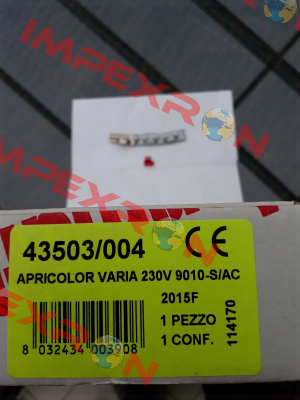 IMPEXRON
IMPEXRON
IMPEXRON
43503/004 CE
APRICOLOR VARIA 230V 9010-S/AC
2015F
1 PEZZO
1 CONF.
114170
8 032434 003908